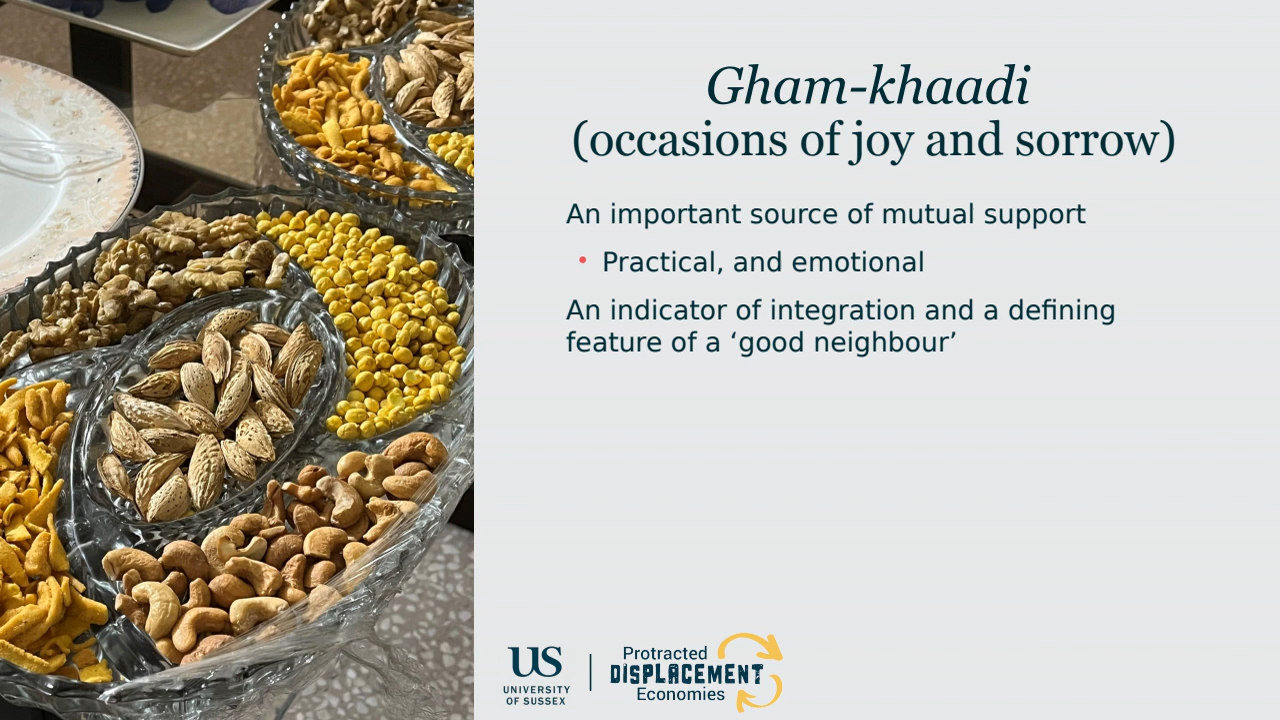 Gham-khaadi
(occasions of joy and sorrow)
An important source of mutual support
• Practical, and emotional
An indicator of integration and a defining
feature of a ‘good neighbour’
US
UNIVERSITY
OF SUSSEX
Protracted
DISPLACEMENT
Economies